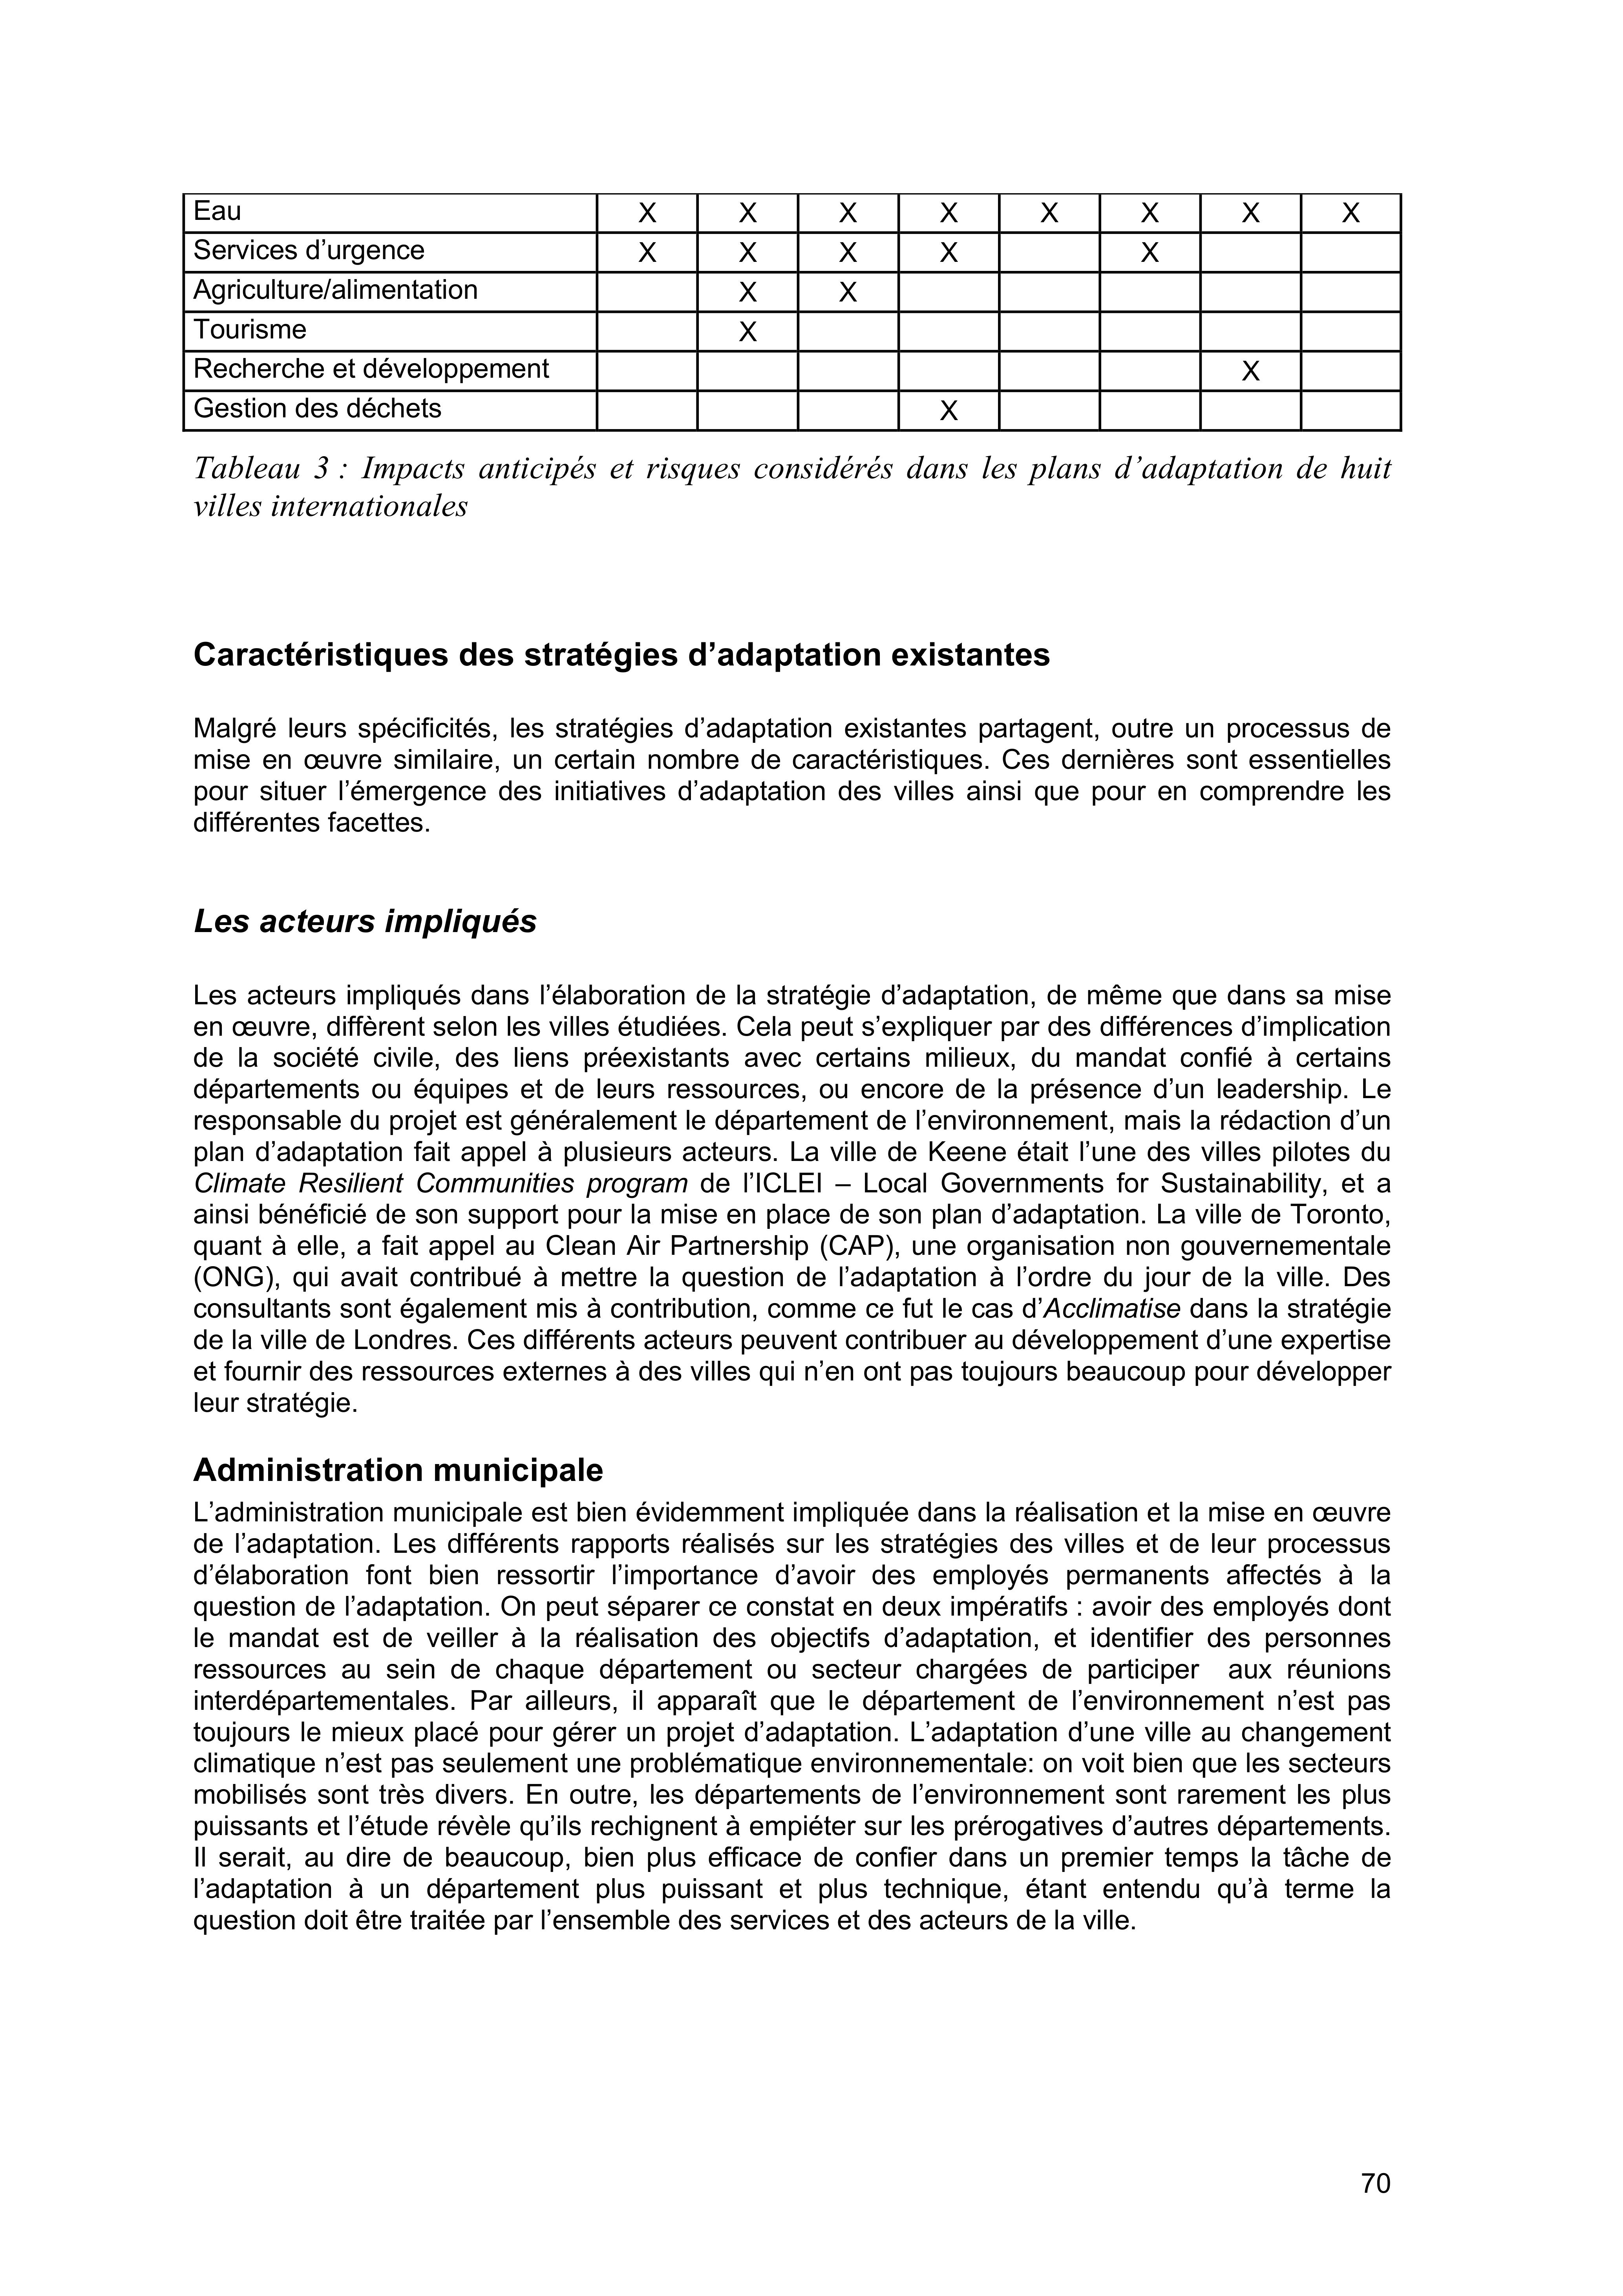 Eau X X X X X X X X
Services d’urgence X X X X X
Agriculture/alimentation X X
Tourisme X
Recherche et développement X
Gestion des déchets X
Tableau 3 : Impacts anticipés et risques considérés dans les plans d’adaptation de huit
villes internationales
Caractéristiques des stratégies d’adaptation existantes
Malgré leurs spécificités, les stratégies d’adaptation existantes partagent, outre un processus de
mise en œuvre similaire, un certain nombre de caractéristiques. Ces dernières sont essentielles
pour situer l’émergence des initiatives d’adaptation des villes ainsi que pour en comprendre les
différentes facettes.
Les acteurs impliqués
Les acteurs impliqués dans l’élaboration de la stratégie d’adaptation, de même que dans sa mise
en œuvre, diffèrent selon les villes étudiées. Cela peut s’expliquer par des différences d’implication
de la société civile, des liens préexistants avec certains milieux, du mandat confié à certains
départements ou équipes et de leurs ressources, ou encore de la présence d’un leadership. Le
responsable du projet est généralement le département de l’environnement, mais la rédaction d’un
plan d’adaptation fait appel à plusieurs acteurs. La ville de Keene était l’une des villes pilotes du
Climate Resilient Communities program de l’ICLEI – Local Governments for Sustainability, et a
ainsi bénéficié de son support pour la mise en place de son plan d’adaptation. La ville de Toronto,
quant à elle, a fait appel au Clean Air Partnership (CAP), une organisation non gouvernementale
(ONG), qui avait contribué à mettre la question de l’adaptation à l’ordre du jour de la ville. Des
consultants sont également mis à contribution, comme ce fut le cas d’Acclimatise dans la stratégie
de la ville de Londres. Ces différents acteurs peuvent contribuer au développement d’une expertise
et fournir des ressources externes à des villes qui n’en ont pas toujours beaucoup pour développer
leur stratégie.
Administration municipale
L’administration municipale est bien évidemment impliquée dans la réalisation et la mise en œuvre
de l’adaptation. Les différents rapports réalisés sur les stratégies des villes et de leur processus
d’élaboration font bien ressortir l’importance d’avoir des employés permanents affectés à la
question de l’adaptation. On peut séparer ce constat en deux impératifs : avoir des employés dont
le mandat est de veiller à la réalisation des objectifs d’adaptation, et identifier des personnes
ressources au sein de chaque département ou secteur chargées de participer aux réunions
interdépartementales. Par ailleurs, il apparaît que le département de l’environnement n’est pas
toujours le mieux placé pour gérer un projet d’adaptation. L’adaptation d’une ville au changement
climatique n’est pas seulement une problématique environnementale: on voit bien que les secteurs
mobilisés sont très divers. En outre, les départements de l’environnement sont rarement les plus
puissants et l’étude révèle qu’ils rechignent à empiéter sur les prérogatives d’autres départements.
Il serait, au dire de beaucoup, bien plus efficace de confier dans un premier temps la tâche de
l’adaptation à un département plus puissant et plus technique, étant entendu qu’à terme la
question doit être traitée par l’ensemble des services et des acteurs de la ville.
70